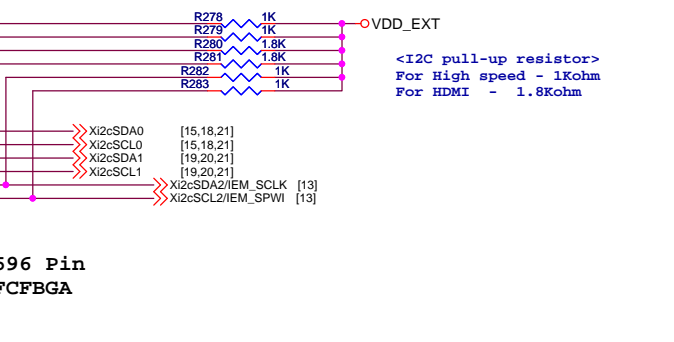 R278 1K
R279 1K
R280 1.8K
R281 1.8K
R282 1K
R283 1K
VDD_EXT
<I2C pull-up resistor>
For High speed - 1Kohm
For HDMI - 1.8Kohm
Xi2cSDA0 [15,18,21]
Xi2cSCL0 [15,18,21]
Xi2cSDA1 [19,20,21]
Xi2cSCL1 [19,20,21]
Xi2cSDA2/IEM_SCLK [13]
Xi2cSCL2/IEM_SPWI [13]
596 Pin
FCFBGA